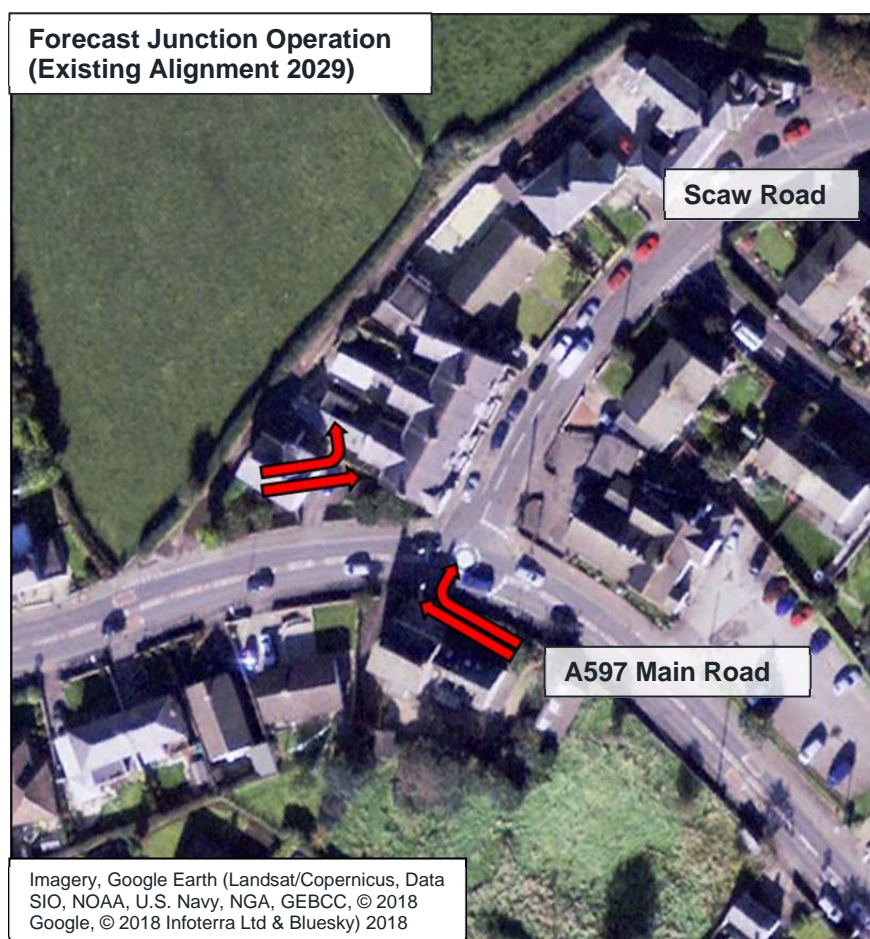 Forecast Junction Operation
(Existing Alignment 2029)
Scaw Road
A597 Main Road
Imagery, Google Earth (Landsat/Copernicus, Data
SIO, NOAA, U.S. Navy, NGA, GEBCC, © 2018
Google, © 2018 Infoterra Ltd & Bluesky) 2018